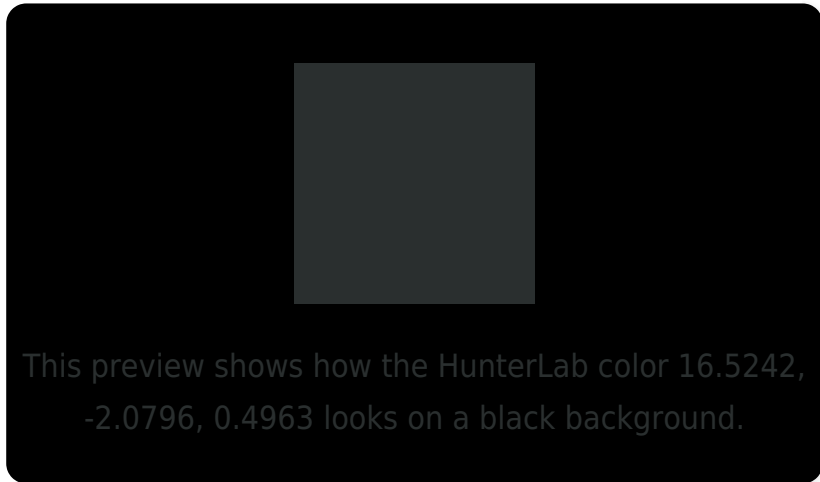 This preview shows how the HunterLab color 16.5242,
-2.0796, 0.4963 looks on a black background.